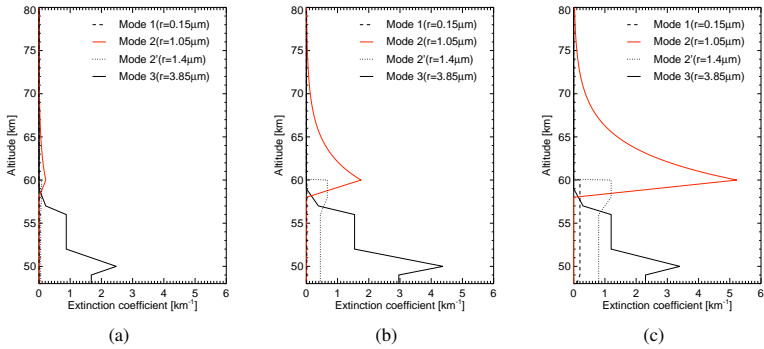 80
75
70
65
60
55
50
Altitude [km]
Mode 1(r=0.15μm)
Mode 2(r=1.05μm)
Mode 2'(r=1.4μm)
Mode 3(r=3.85μm)
0 1 2 3 4 5 6
Extinction coefficient [km⁻¹]
(a)
80
75
70
65
60
55
50
Altitude [km]
Mode 1(r=0.15μm)
Mode 2(r=1.05μm)
Mode 2'(r=1.4μm)
Mode 3(r=3.85μm)
0 1 2 3 4 5 6
Extinction coefficient [km⁻¹]
(b)
80
75
70
65
60
55
50
Altitude [km]
Mode 1(r=0.15μm)
Mode 2(r=1.05μm)
Mode 2'(r=1.4μm)
Mode 3(r=3.85μm)
0 1 2 3 4 5 6
Extinction coefficient [km⁻¹]
(c)